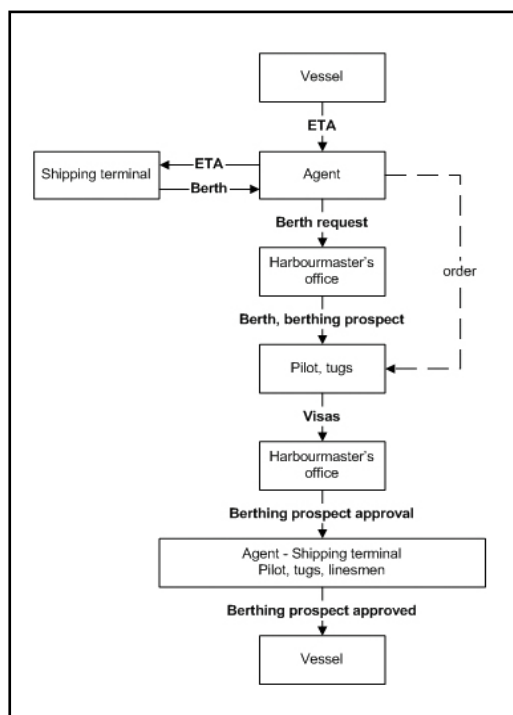 Vessel
ETA
ETA
Shipping terminal
Agent
Berth
Berth request
order
Harbourmaster's
office
Berth, berthing prospect
Pilot, tugs
Visas
Harbourmaster's
office
Berthing prospect approval
Agent - Shipping terminal
Pilot, tugs, linesmen
Berthing prospect approved
Vessel